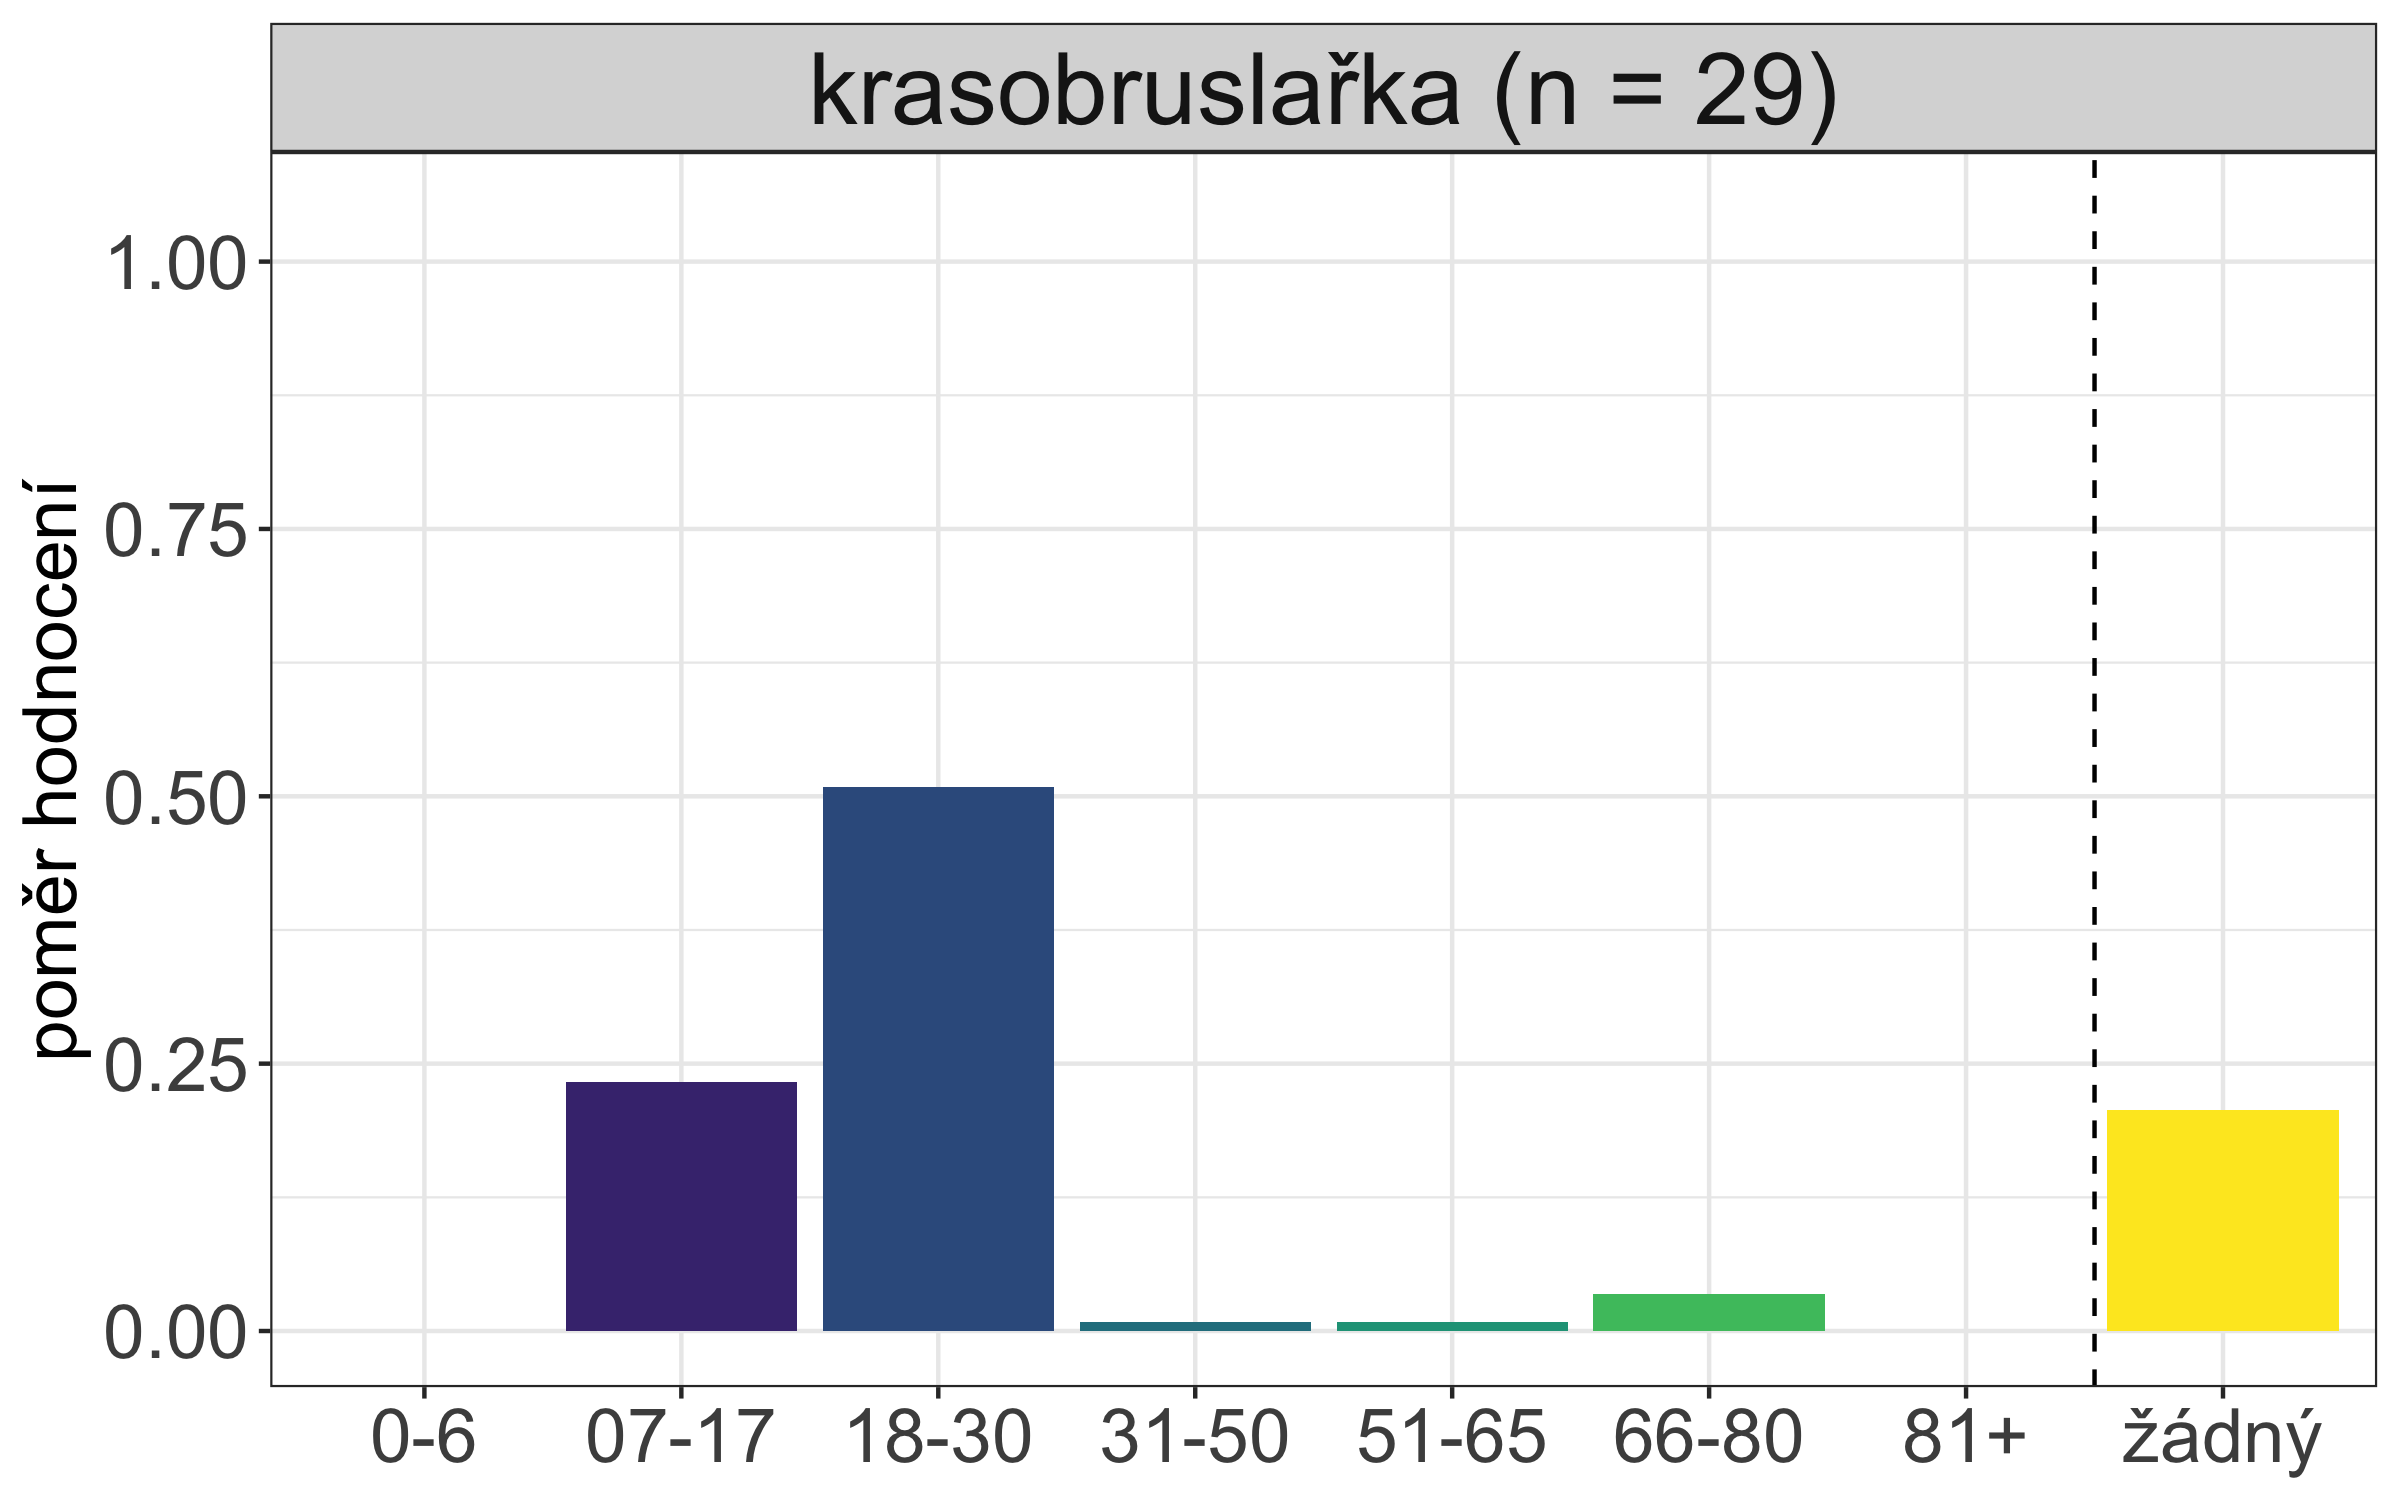 krasobruslařka (n = 29)
poměr hodnocení
1.00
0.75
0.50
0.25
0.00
0-6 07-17 18-30 31-50 51-65 66-80 81+ žádný